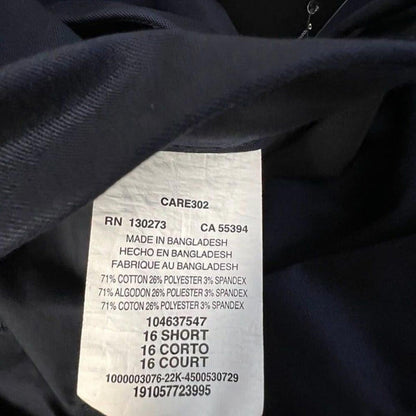 CARE302
RN 130273 CA 55394
MADE IN BANGLADESH
HECHO EN BANGLADESH
FABRIQUE AU BANGLADESH
71% COTTON 26% POLYESTER 3% SPANDEX
71% ALGODON 26% POLIESTER 3% SPANDEX
71% COTON 26% POLYESTER 3% SPANDEX
104637547
16 SHORT
16 CORTO
16 COURT
1000003076-22K-4500530729
191057723995